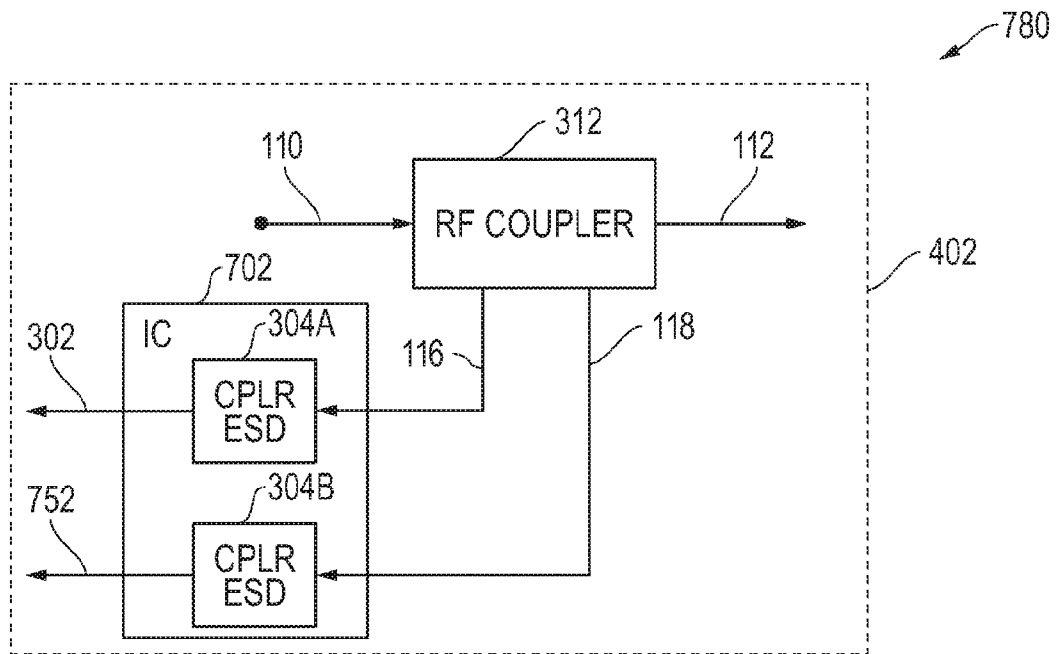 780
312
110
112
RF COUPLER
402
702
304A
118
IC
302
116
CPLR
ESD
304B
752
CPLR
ESD